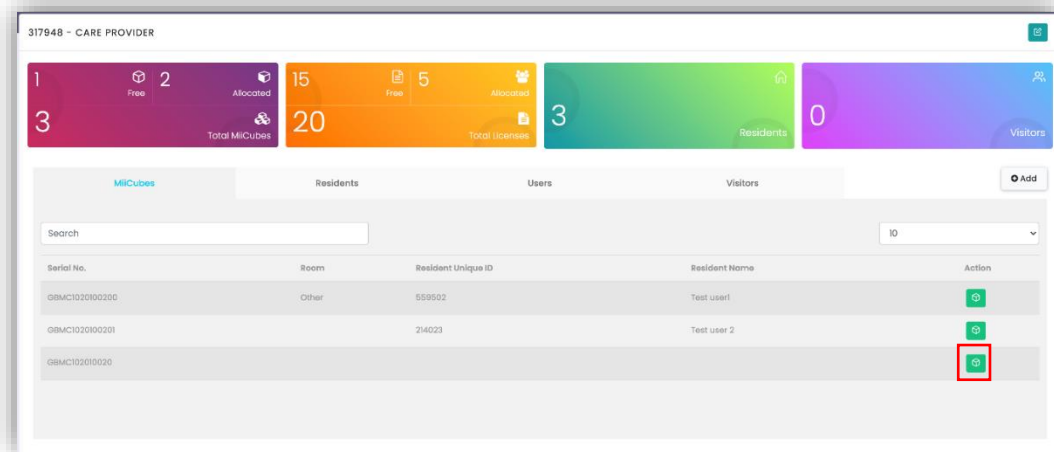 317948 - CARE PROVIDER
1 Free 2 Allocated 15 Free 5 Allocated
3 Total MiiCubes 20 Total Licenses 3 Residents 0 Visitors
MiiCubes Residents Users Visitors Add
Search 10
Serial No. Room Resident Unique ID Resident Name Action
GBMC102010020D Other 559502 Test user1
GBMC1020100201 214023 Test user 2
GBMC102010020